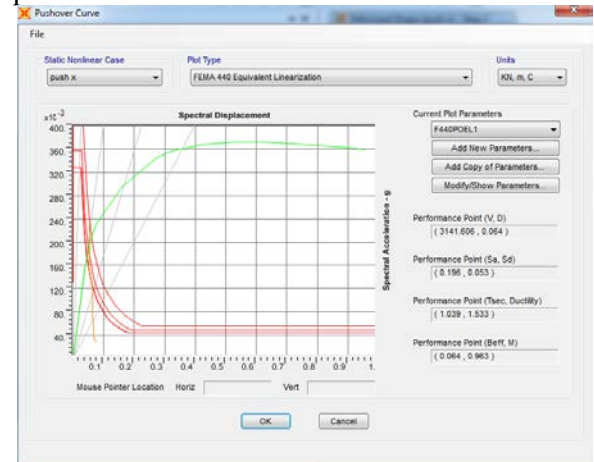 Pushover Curve
File
Static Nonlinear Case
Plot Type
Units
push x
FEMA 440 Equivalent Linearization
KN, m, C
x10 -3
Spectral Displacement
Current Plot Parameters
400.
F440POEL1
360.
Add New Parameters...
320.
Add Copy of Parameters...
280.
Modify/Show Parameters...
240.
Spectral Acceleration - g
Performance Point (V, D)
200.
( 3141.606 , 0.064 )
160.
Performance Point (Sa, Sd)
( 0.196 , 0.053 )
120.
Performance Point (Tsec, Ductility)
80.
( 1.039 , 1.533 )
40.
Performance Point (Beff, M)
( 0.064 , 0.963 )
0.1 0.2 0.3 0.4 0.5 0.6 0.7 0.8 0.9 1.
Mouse Pointer Location Horiz Vert
OK Cancel